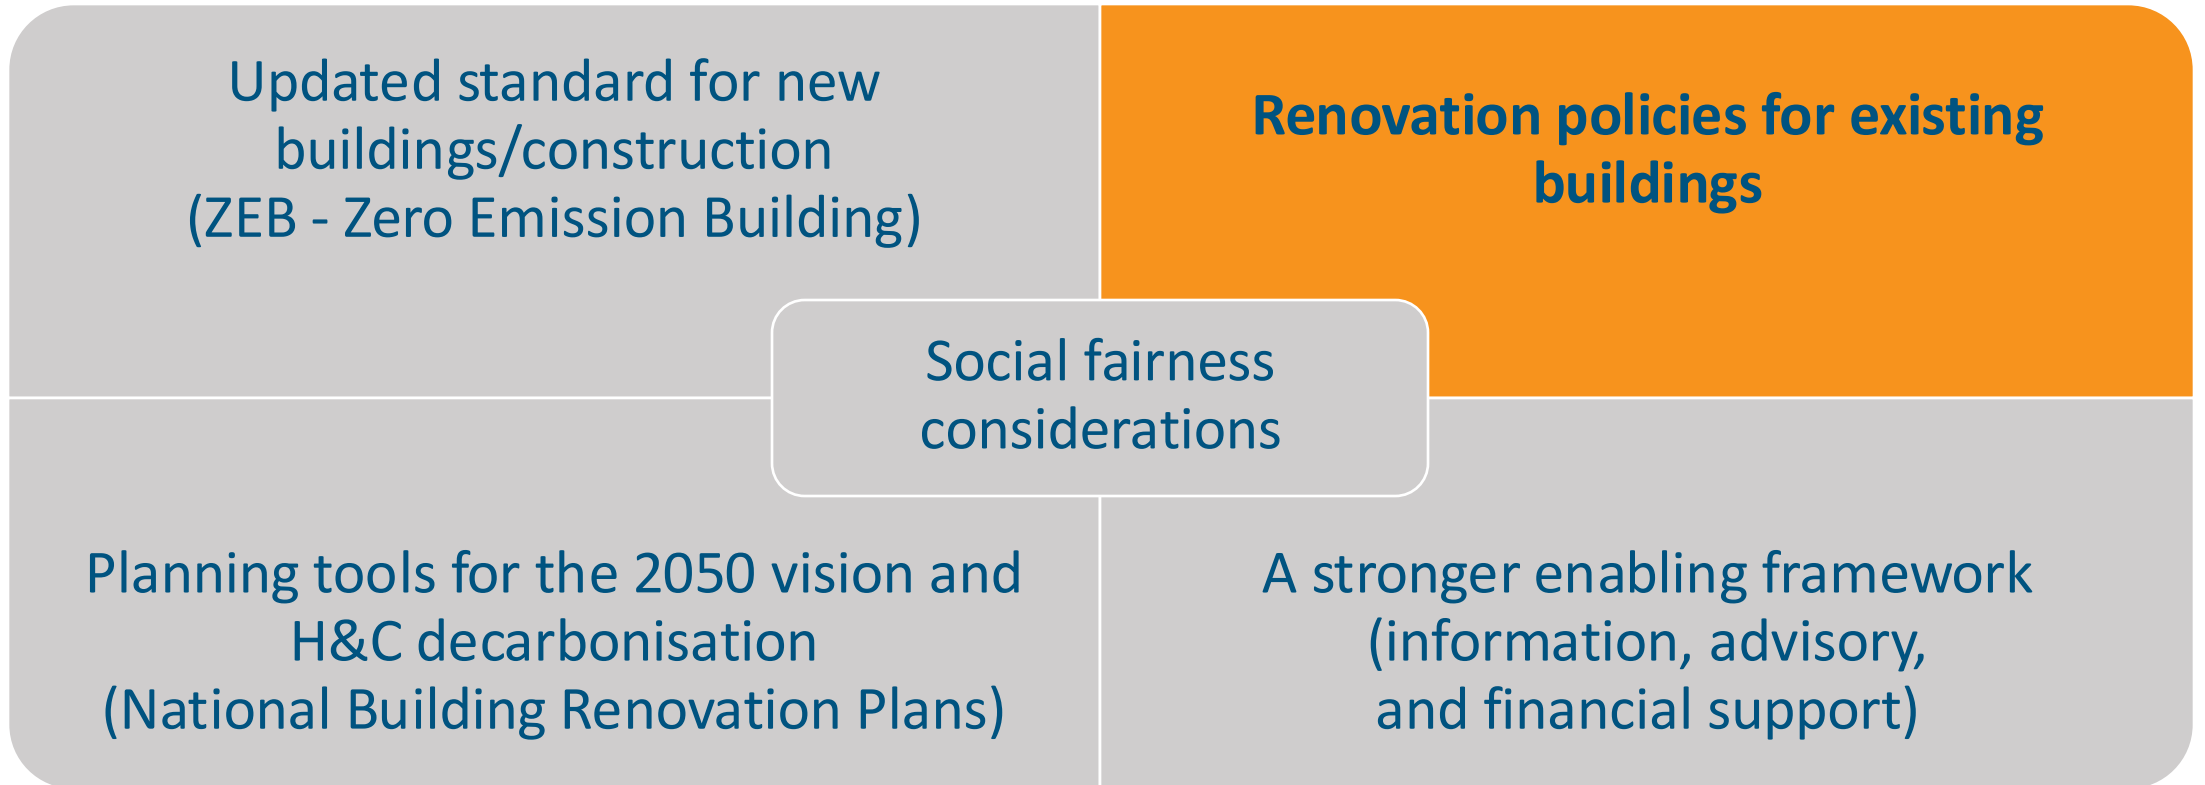 Updated standard for new
buildings/construction
(ZEB - Zero Emission Building)
Renovation policies for existing
buildings
Social fairness
considerations
Planning tools for the 2050 vision and
H&C decarbonisation
(National Building Renovation Plans)
A stronger enabling framework
(information, advisory,
and financial support)